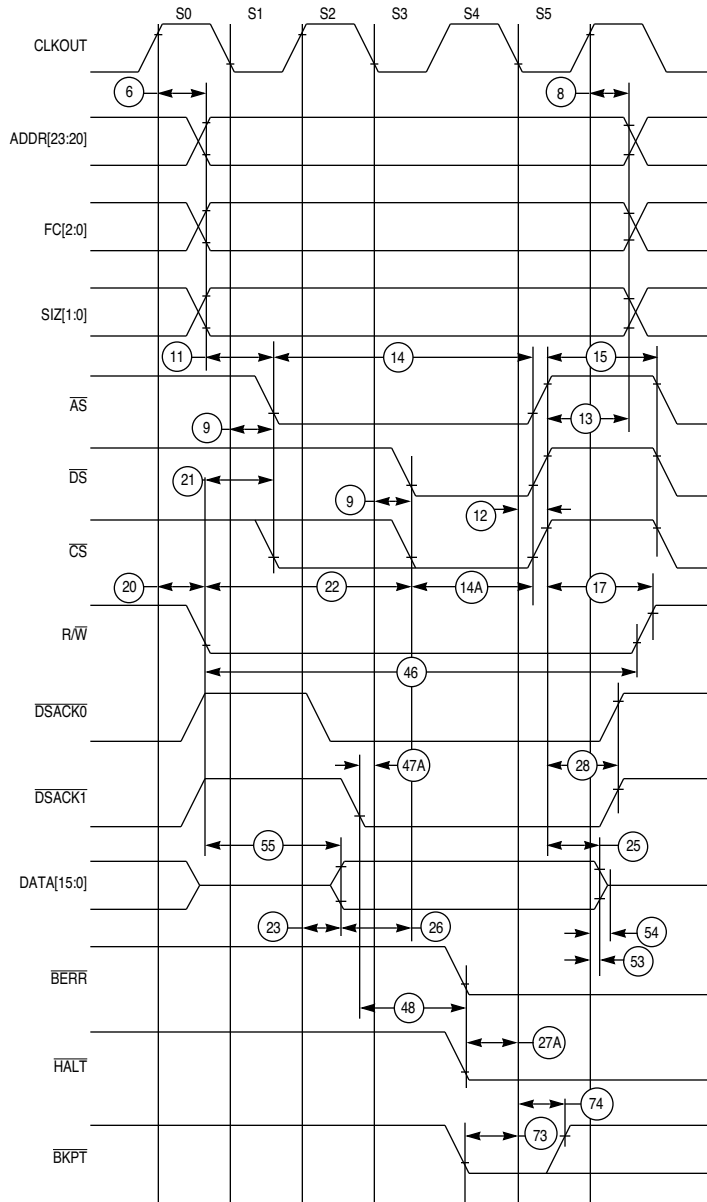 S0 S1 S2 S3 S4 S5
CLKOUT
6 8
ADDR[23:20]
FC[2:0]
SIZ[1:0]
11 14 15
AS
9 13
DS
21 9 12
CS
20 22 14A 17
R/W
46
DSACK0
47A 28
DSACK1
55 25
DATA[15:0]
23 26 54
53
BERR
48
27A
HALT
74
73
BKPT